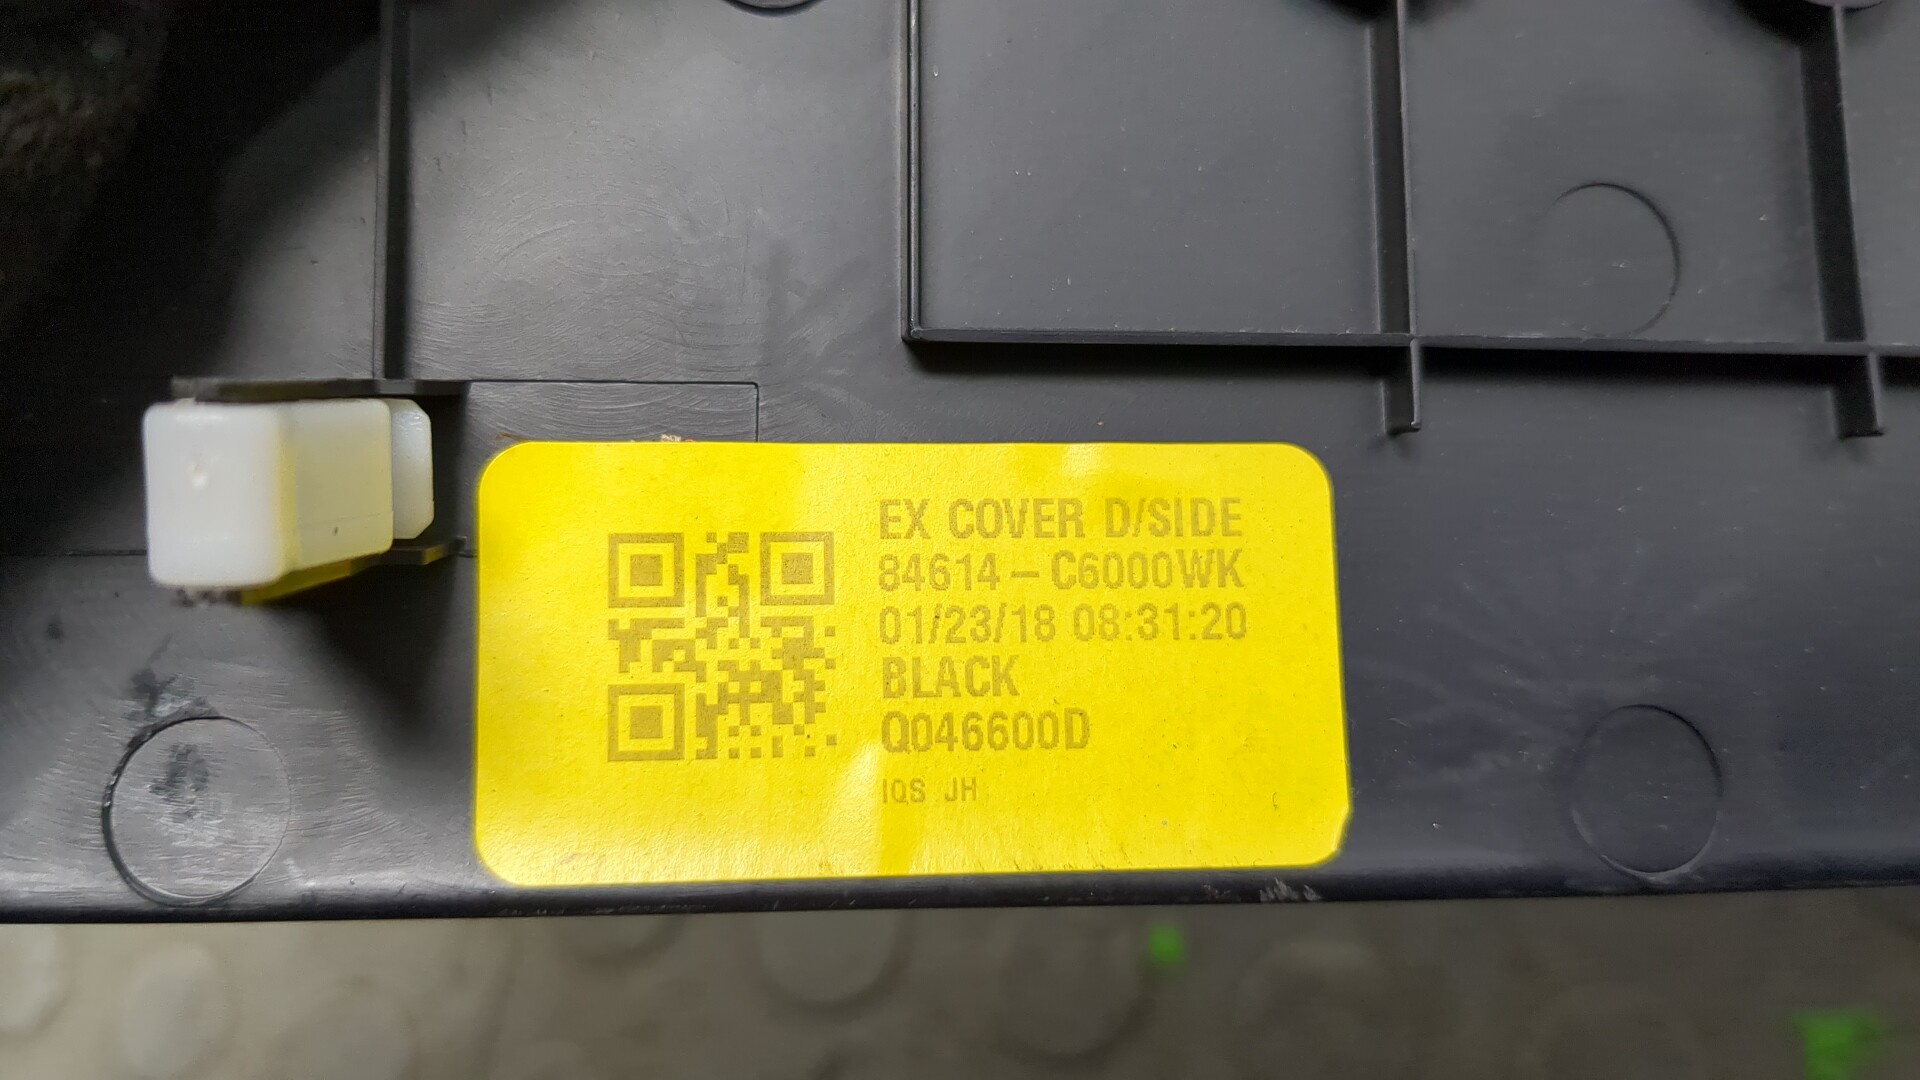 EX COVER D/SIDE
84614-C6000WK
01/23/18 08:31:20
BLACK
Q046600D
IQS JH